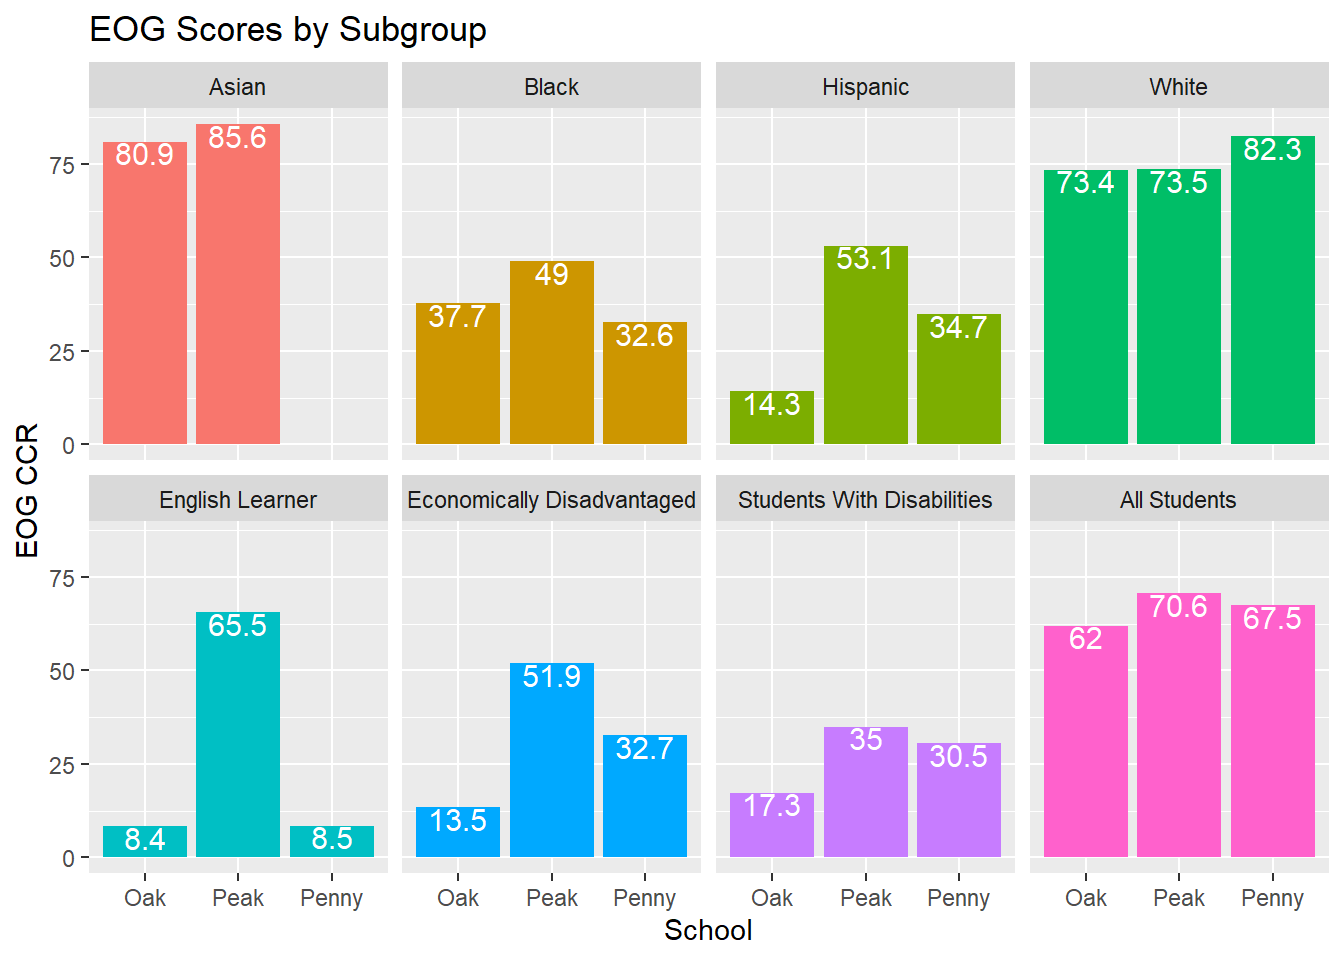 EOG Scores by Subgroup
Asian
Black
Hispanic
White
80.9
85.6
37.7
49
32.6
14.3
53.1
34.7
73.4
73.5
82.3
75
50
25
0
EOG CCR
English Learner
Economically Disadvantaged
Students With Disabilities
All Students
8.4
65.5
8.5
13.5
51.9
32.7
17.3
35
30.5
62
70.6
67.5
75
50
25
0
Oak Peak Penny
Oak Peak Penny
Oak Peak Penny
Oak Peak Penny
School